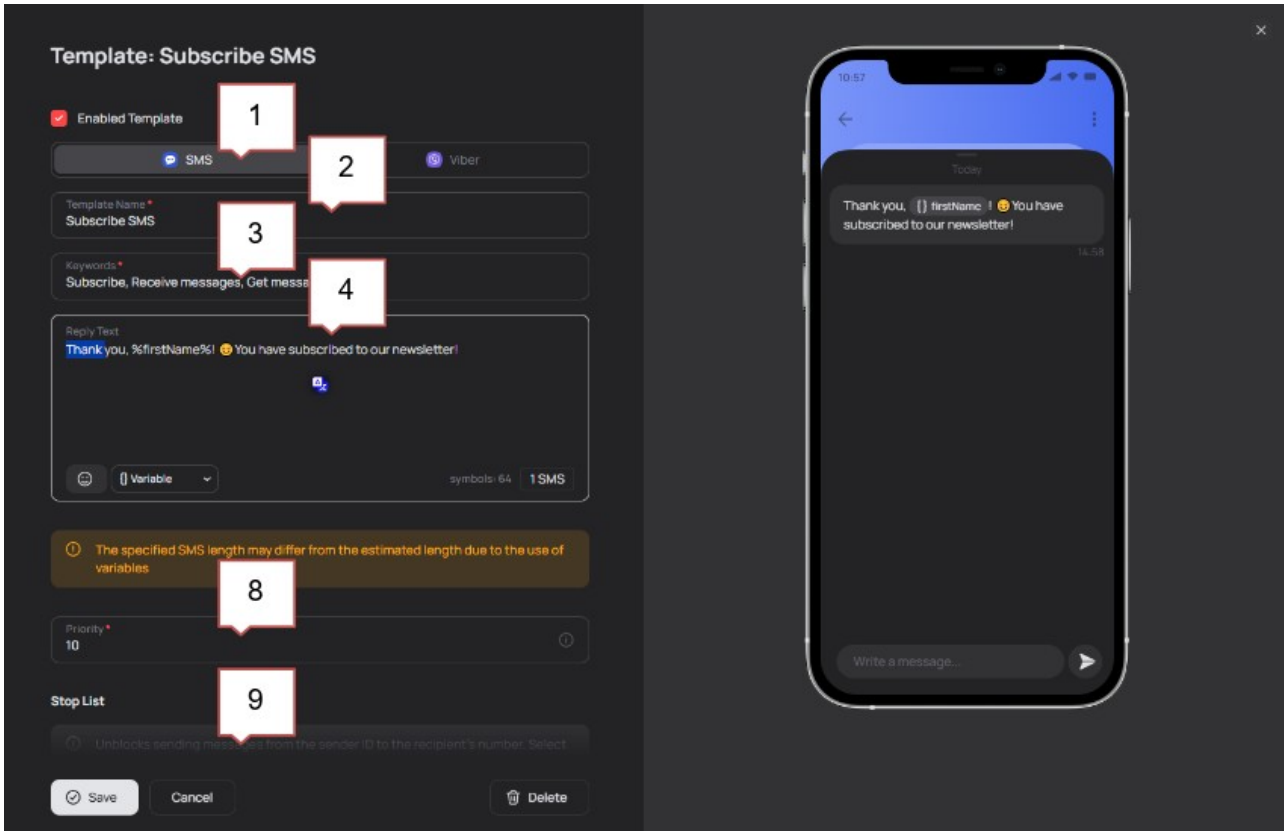 Template: Subscribe SMS
Enabled Template
1
SMS
Viber
2
Template Name*
Subscribe SMS
3
Keywords*
Subscribe, Receive messages, Get
4
Reply Text
Thank you, %firstName%! 😊 You have subscribed to our newsletter!
{} Variable
symbols: 64
1 SMS
The specified SMS length may differ from the estimated length due to the use of
variables
8
Priority*
10
Stop List
9
Unblocks sending messages from the sender ID to the recipient's number. Select
Save
Cancel
Delete
10:57
Today
Thank you, {} firstName ! 😊 You have
subscribed to our newsletter!
14:58
Write a message...